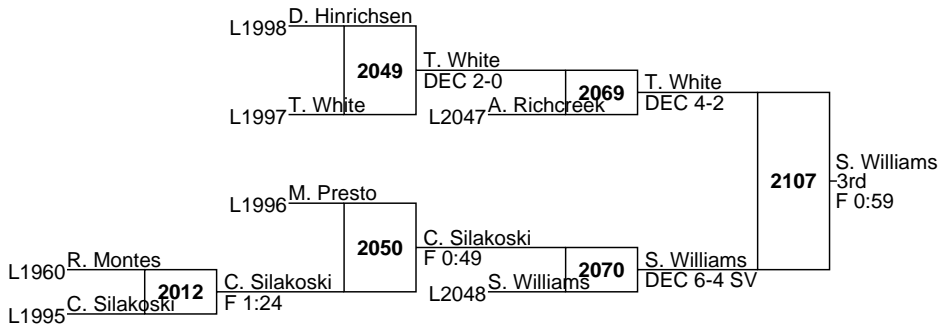 L1998 D. Hinrichsen
2049
T. White
DEC 2-0
L1997 T. White
2069
T. White
DEC 4-2
L2047 A. Richcreek
2107
S. Williams
3rd
F 0:59
L1996 M. Presto
2050
C. Silakoski
F 0:49
L1960 R. Montes
2012
C. Silakoski
F 1:24
L1995 C. Silakoski
2070
S. Williams
DEC 6-4 SV
L2048 S. Williams